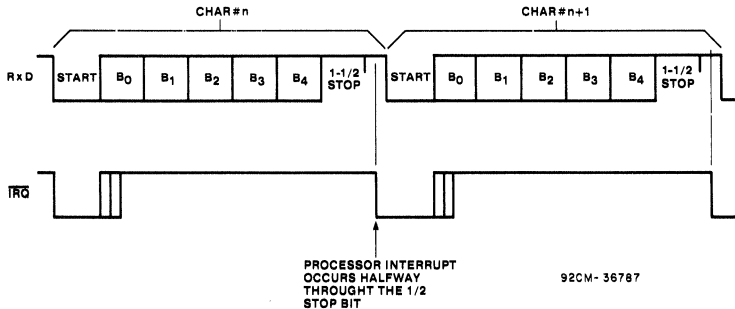 CHAR#n CHAR#n+1
RxD START B0 B1 B2 B3 B4 1-1/2 STOP START B0 B1 B2 B3 B4 1-1/2 STOP
IRQ
PROCESSOR INTERRUPT
OCCURS HALFWAY
THROUGHT THE 1/2
STOP BIT
92CM-36787